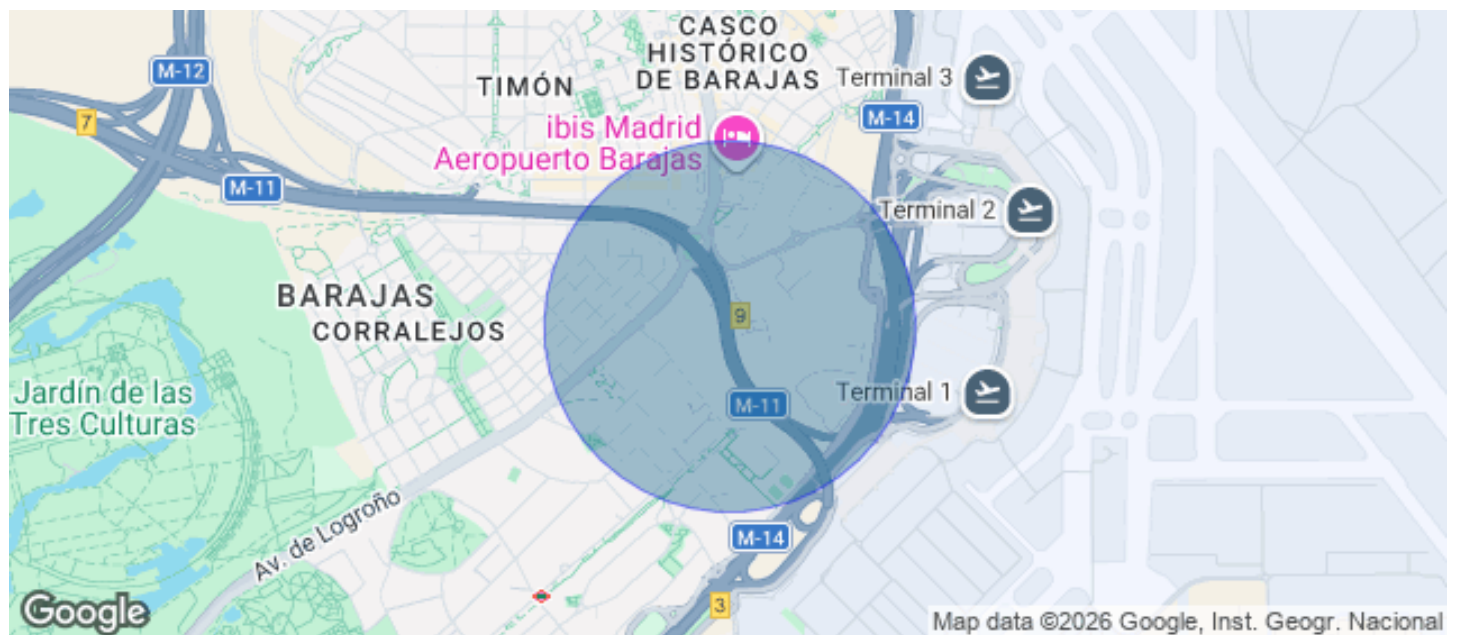 CASCO
HISTÓRICO
DE BARAJAS
TIMÓN
Terminal 3
M-12
M-14
7
ibis Madrid
Aeropuerto Barajas
M-11
Terminal 2
BARAJAS
CORRALEJOS
9
Jardín de las
Tres Culturas
M-11
Terminal 1
Av. de Logroño
M-14
3
Google
Map data ©2026 Google, Inst. Geogr. Nacional